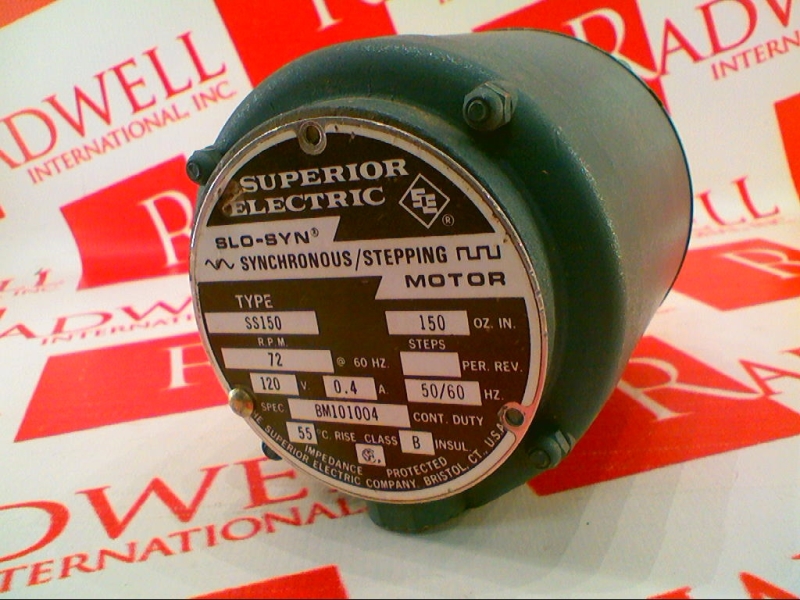 SUPERIOR
ELECTRIC
SE ®
SLO-SYN®
SYNCHRONOUS/STEPPING
MOTOR
TYPE
SS150 150 OZ. IN.
R.P.M. STEPS
72 @ 60 HZ. PER. REV.
120 V. 0.4 A. 50/60 HZ.
SPEC BM101004 CONT. DUTY
55 °C. RISE CLASS B INSUL
IMPEDANCE PROTECTED
THE SUPERIOR ELECTRIC COMPANY, BRISTOL, CT., U.S.A.
RADWELL
INTERNATIONAL INC
RADWELL
INTERNATIONAL